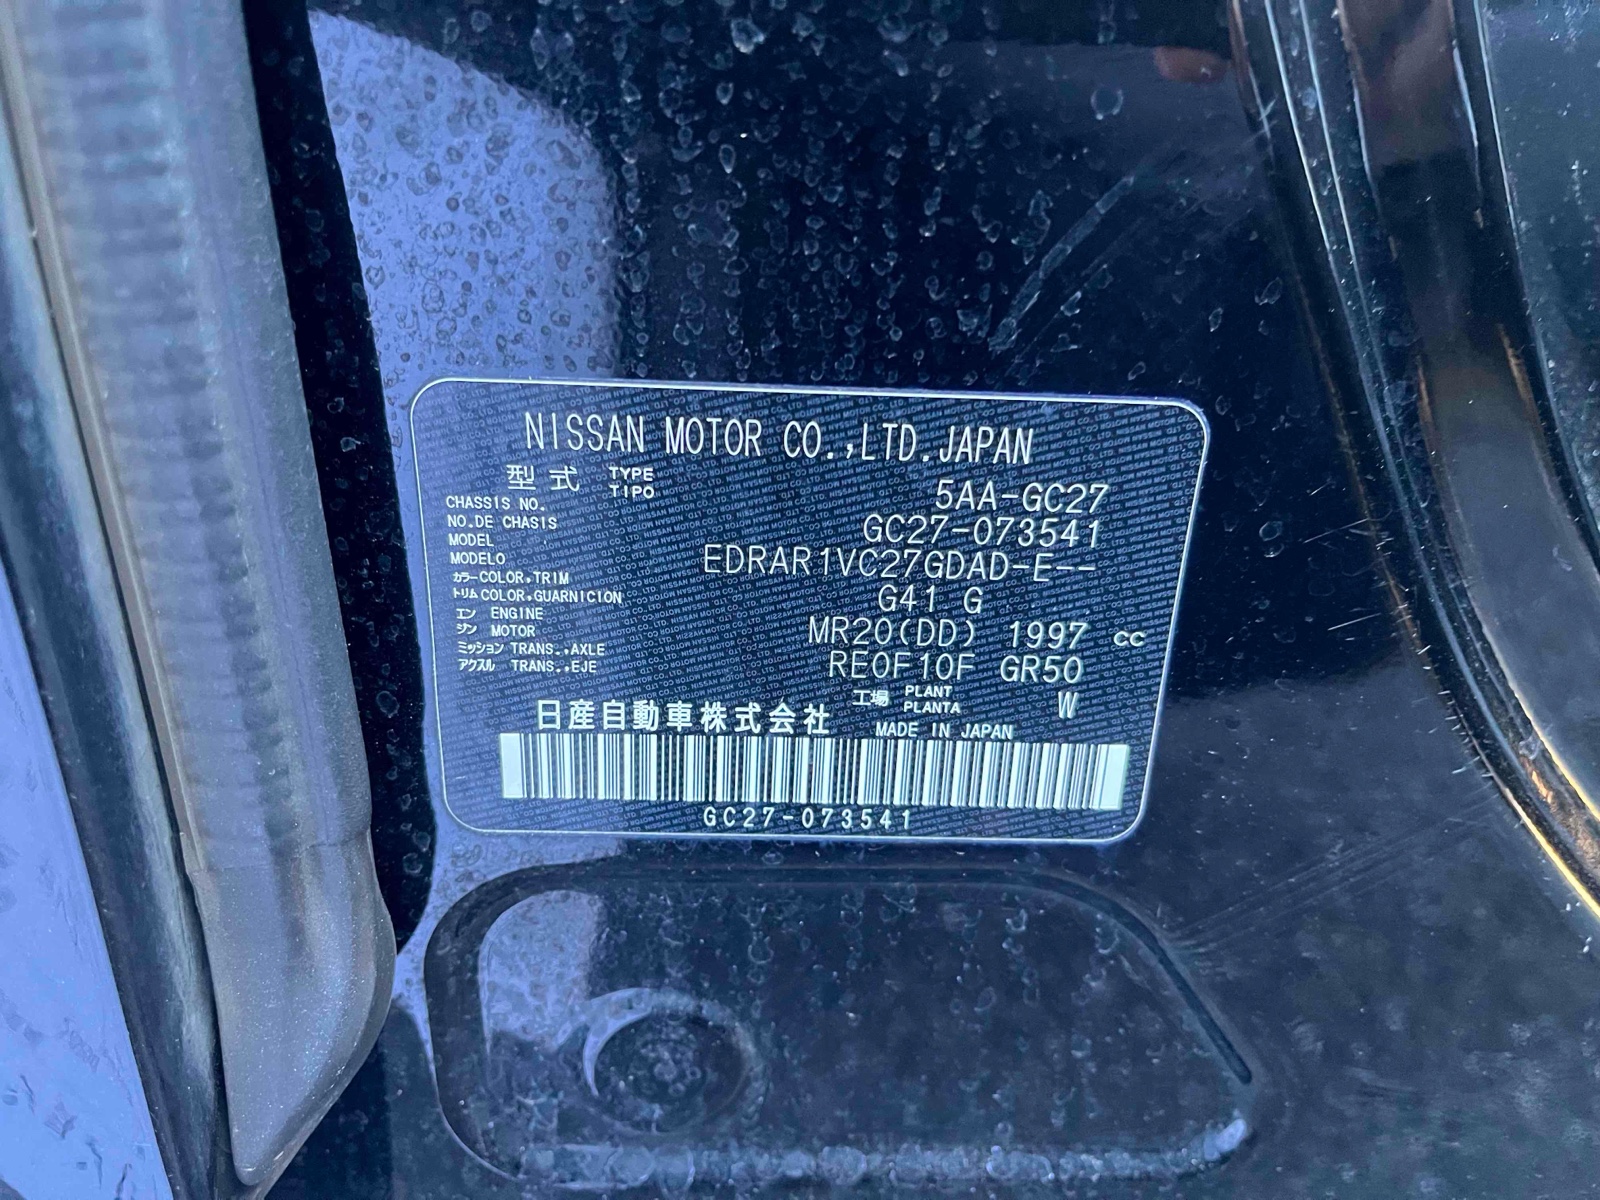 NISSAN MOTOR CO.,LTD.JAPAN
型式 TYPE TIPO 5AA-GC27
CHASSIS NO.
NO.DE CHASIS GC27-073541
MODEL
MODELO EDRAR1VC27GDAD-E--
カラー COLOR,TRIM
トリム COLOR,GUARNICION G41 G
エン ENGINE
ジン MOTOR MR20(DD) 1997 cc
ミッション TRANS.,AXLE
アクスル TRANS.,EJE RE0F10F GR50
工場 PLANT PLANTA W
日産自動車株式会社 MADE IN JAPAN
GC27-073541